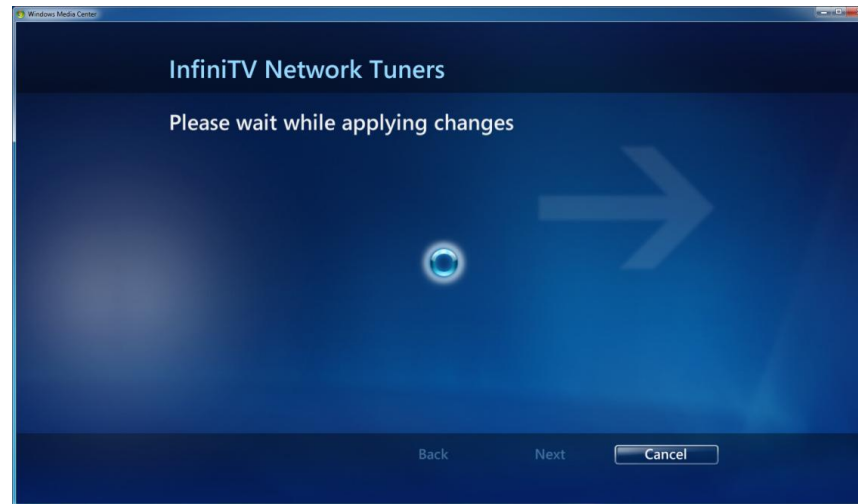 Windows Media Center
InfiniTV Network Tuners
Please wait while applying changes
Back Next Cancel